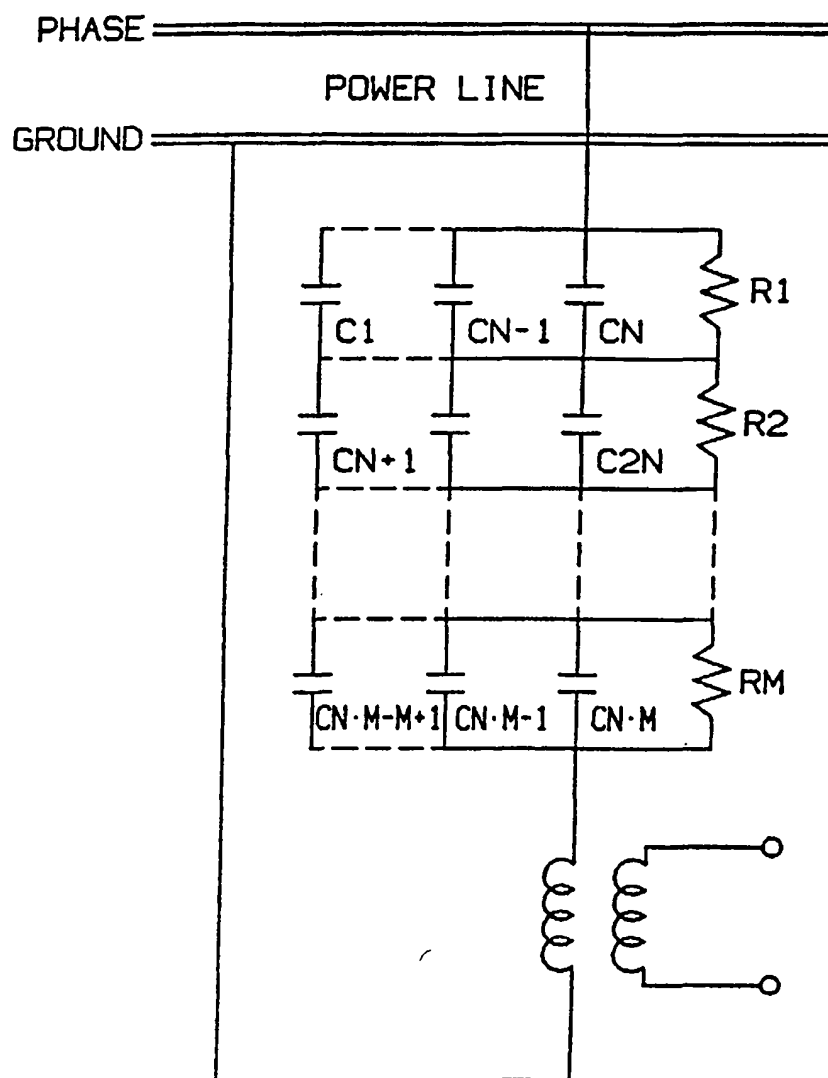 PHASE
POWER LINE
GROUND
R1
C1 CN-1 CN
R2
CN+1 C2N
RM
CN·M-M+1 CN·M-1 CN·M